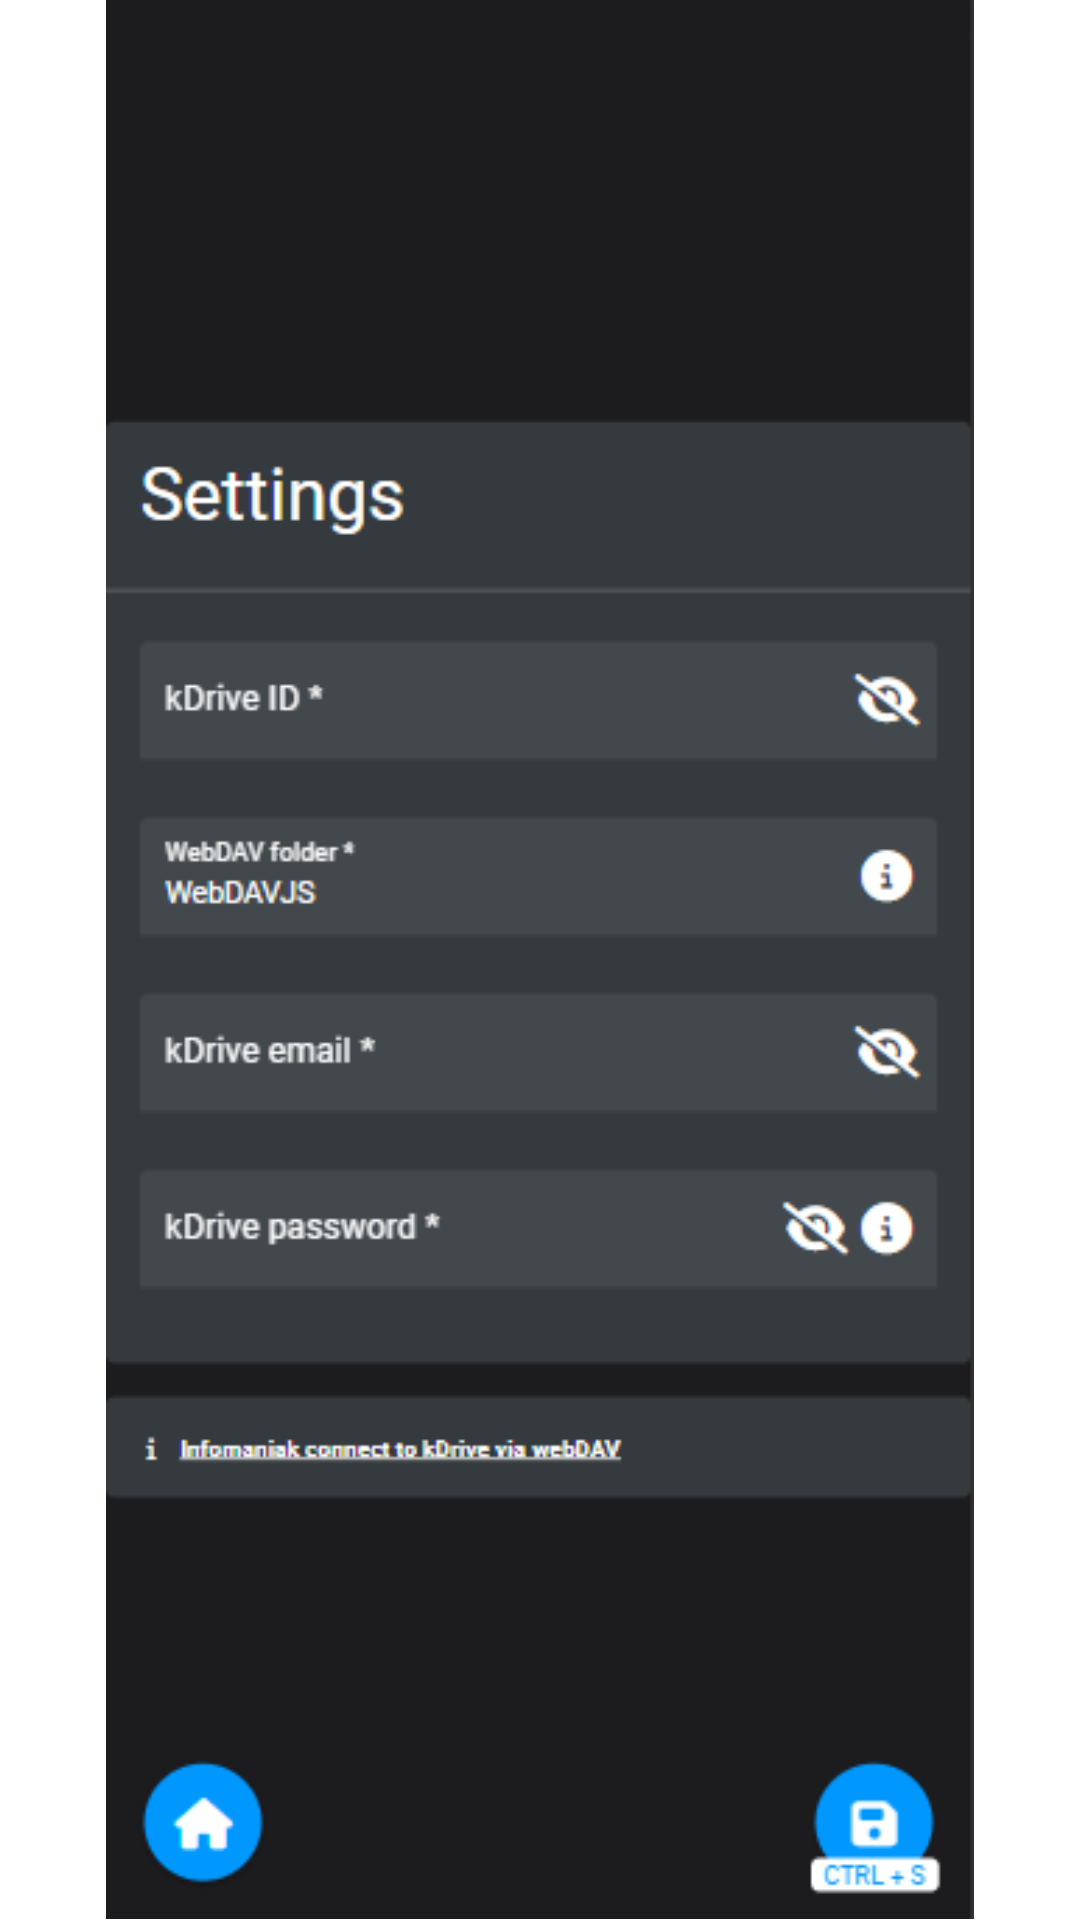 Settings
kDrive ID *
WebDAV folder *
WebDAVJS
kDrive email *
kDrive password *
i Infomaniak connect to kDrive via webDAV
CTRL + S